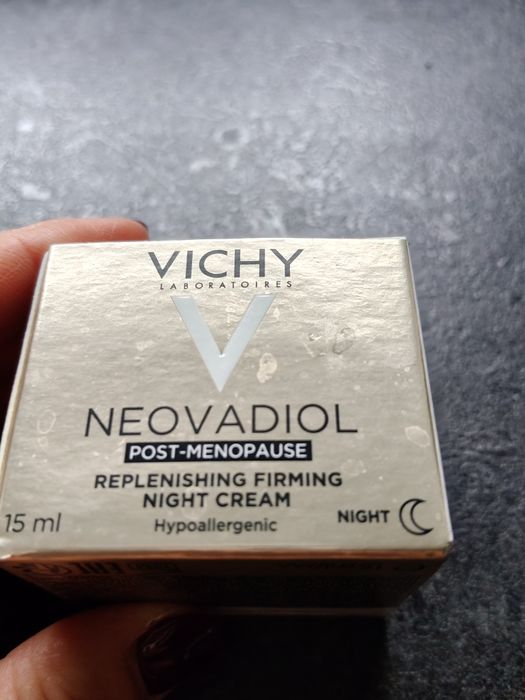 VICHY
LABORATOIRES
V
NEOVADIOL
POST-MENOPAUSE
REPLENISHING FIRMING
NIGHT CREAM
15 ml
Hypoallergenic
NIGHT